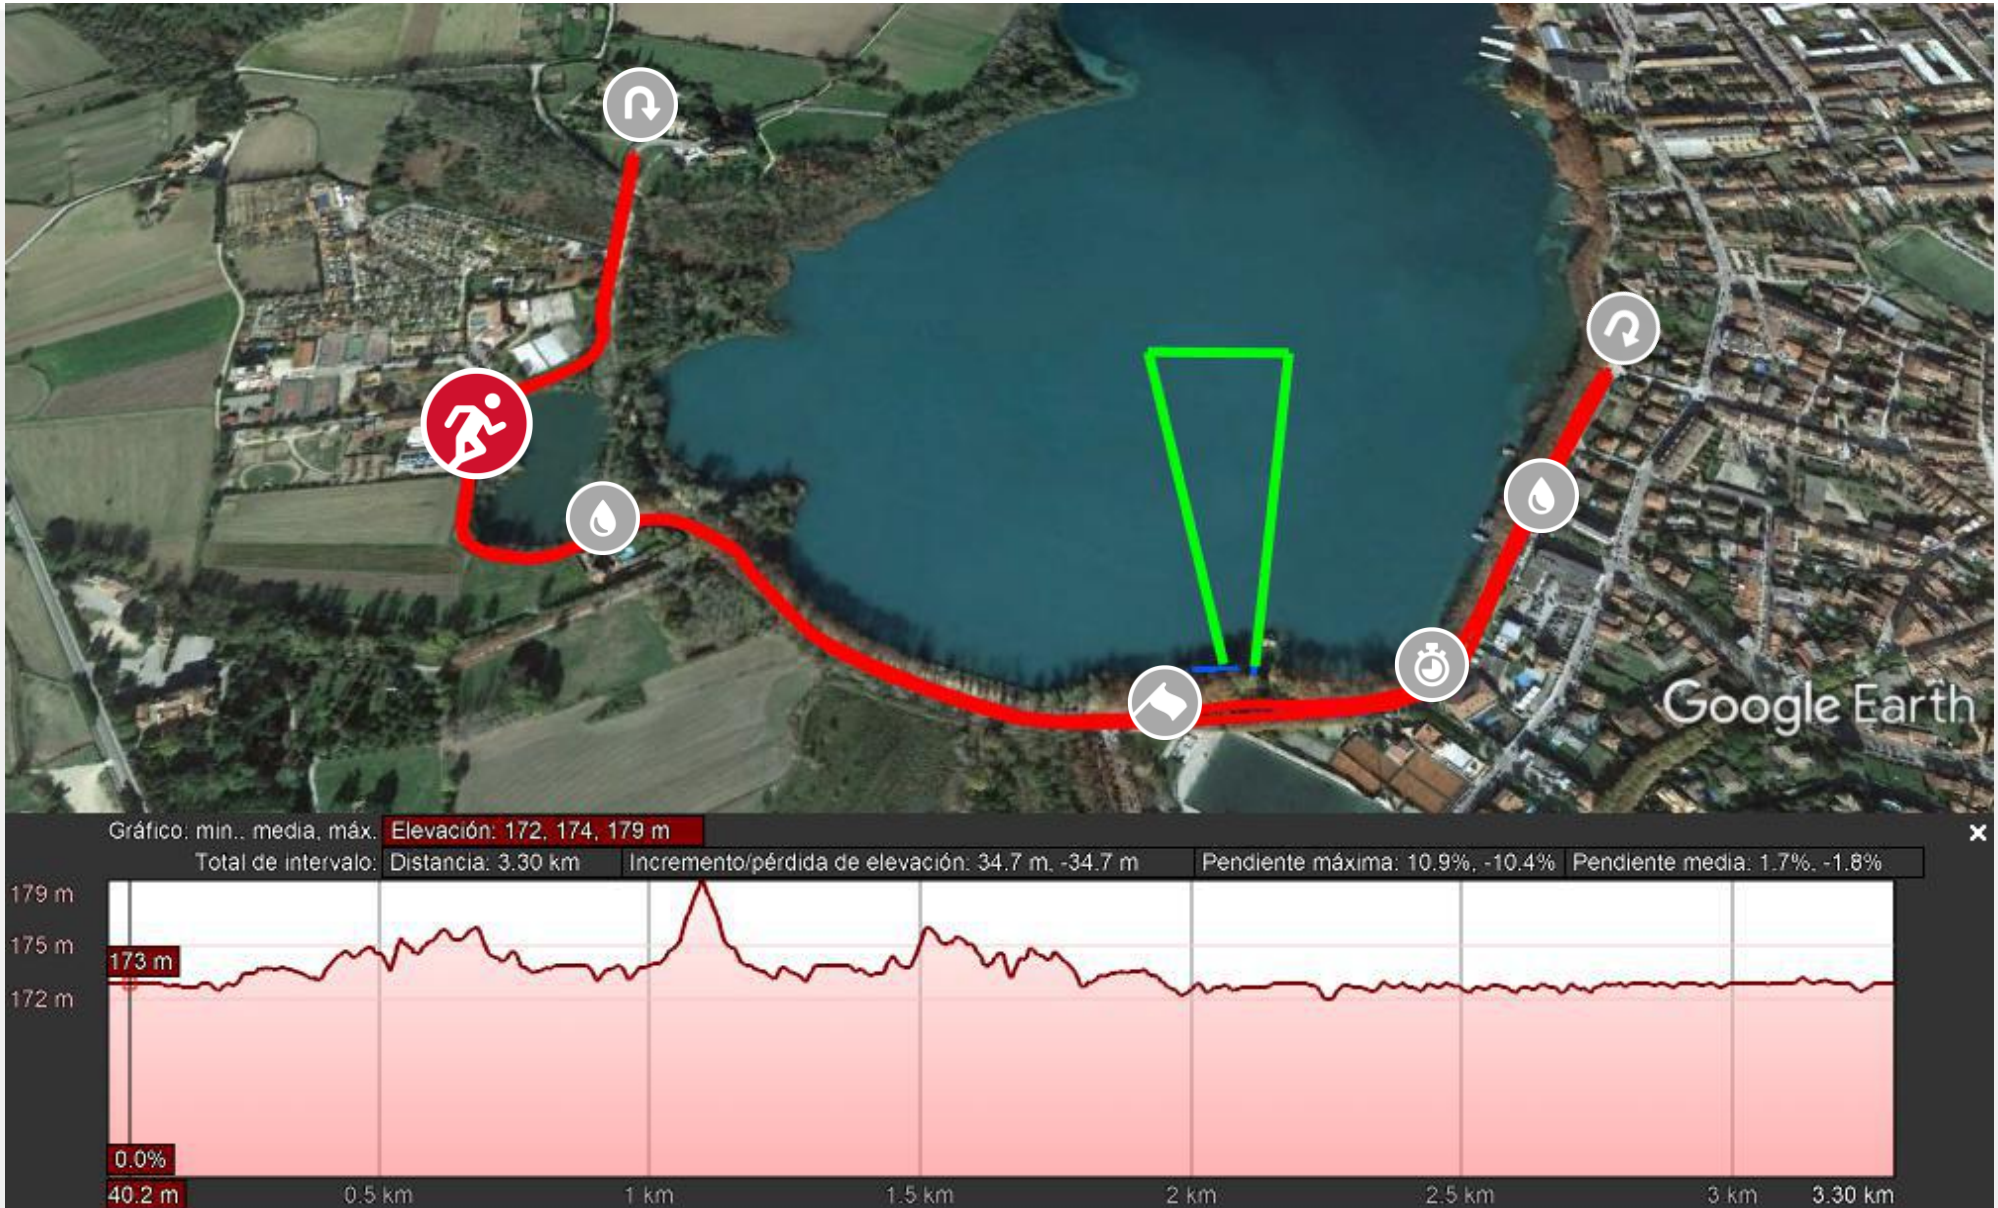 Google Earth
Gráfico: min.. media, máx. Elevación: 172, 174, 179 m
Total de intervalo: Distancia: 3.30 km Incremento/pérdida de elevación: 34.7 m, -34.7 m Pendiente máxima: 10.9%, -10.4% Pendiente media: 1.7%, -1.8%
179 m
175 m
173 m
172 m
0.0%
40.2 m 0.5 km 1 km 1.5 km 2 km 2.5 km 3 km 3.30 km